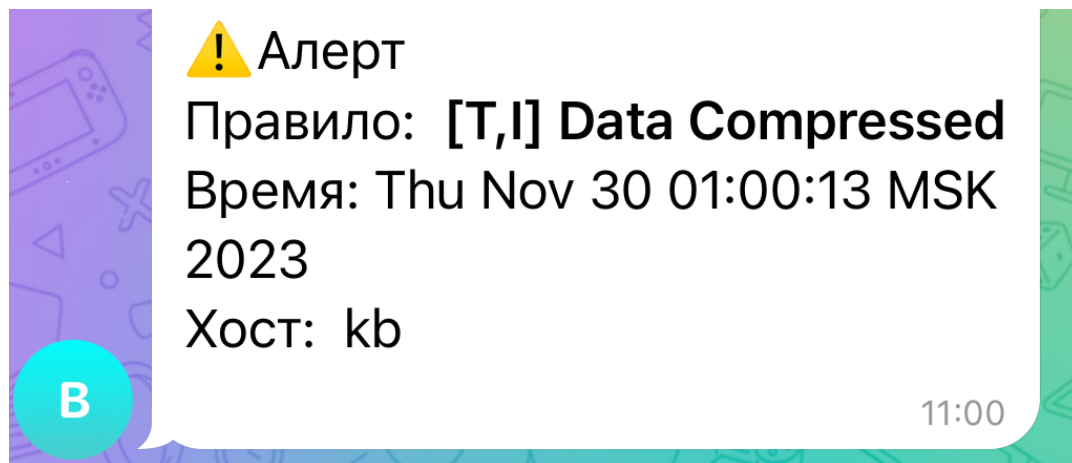 ⚠️Алерт
Правило: [T,I] Data Compressed
Время: Thu Nov 30 01:00:13 MSK
2023
Хост: kb
11:00
B